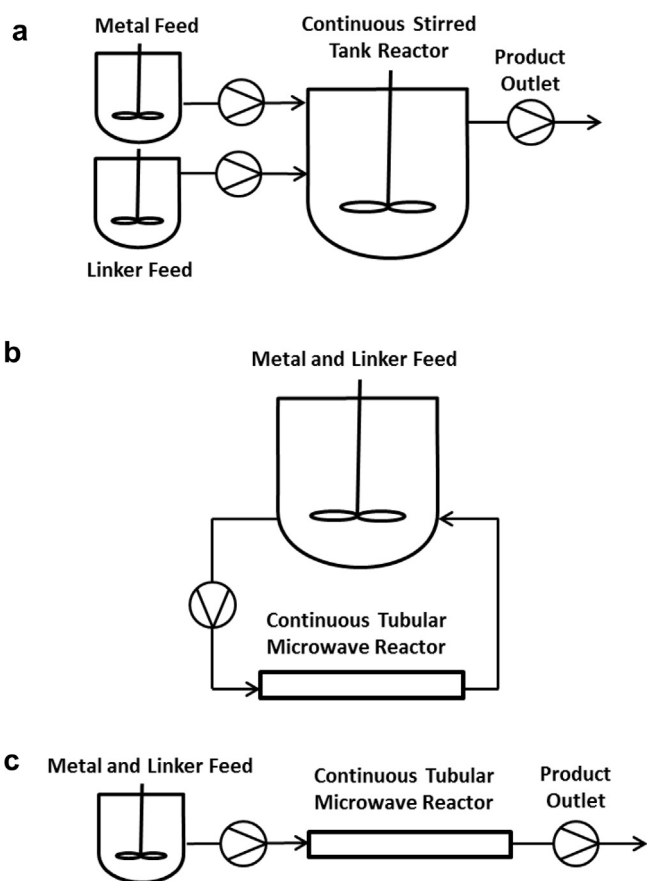 a
Metal Feed
Continuous Stirred
Tank Reactor
Product
Outlet
Linker Feed
b
Metal and Linker Feed
Continuous Tubular
Microwave Reactor
c
Metal and Linker Feed
Continuous Tubular
Microwave Reactor
Product
Outlet